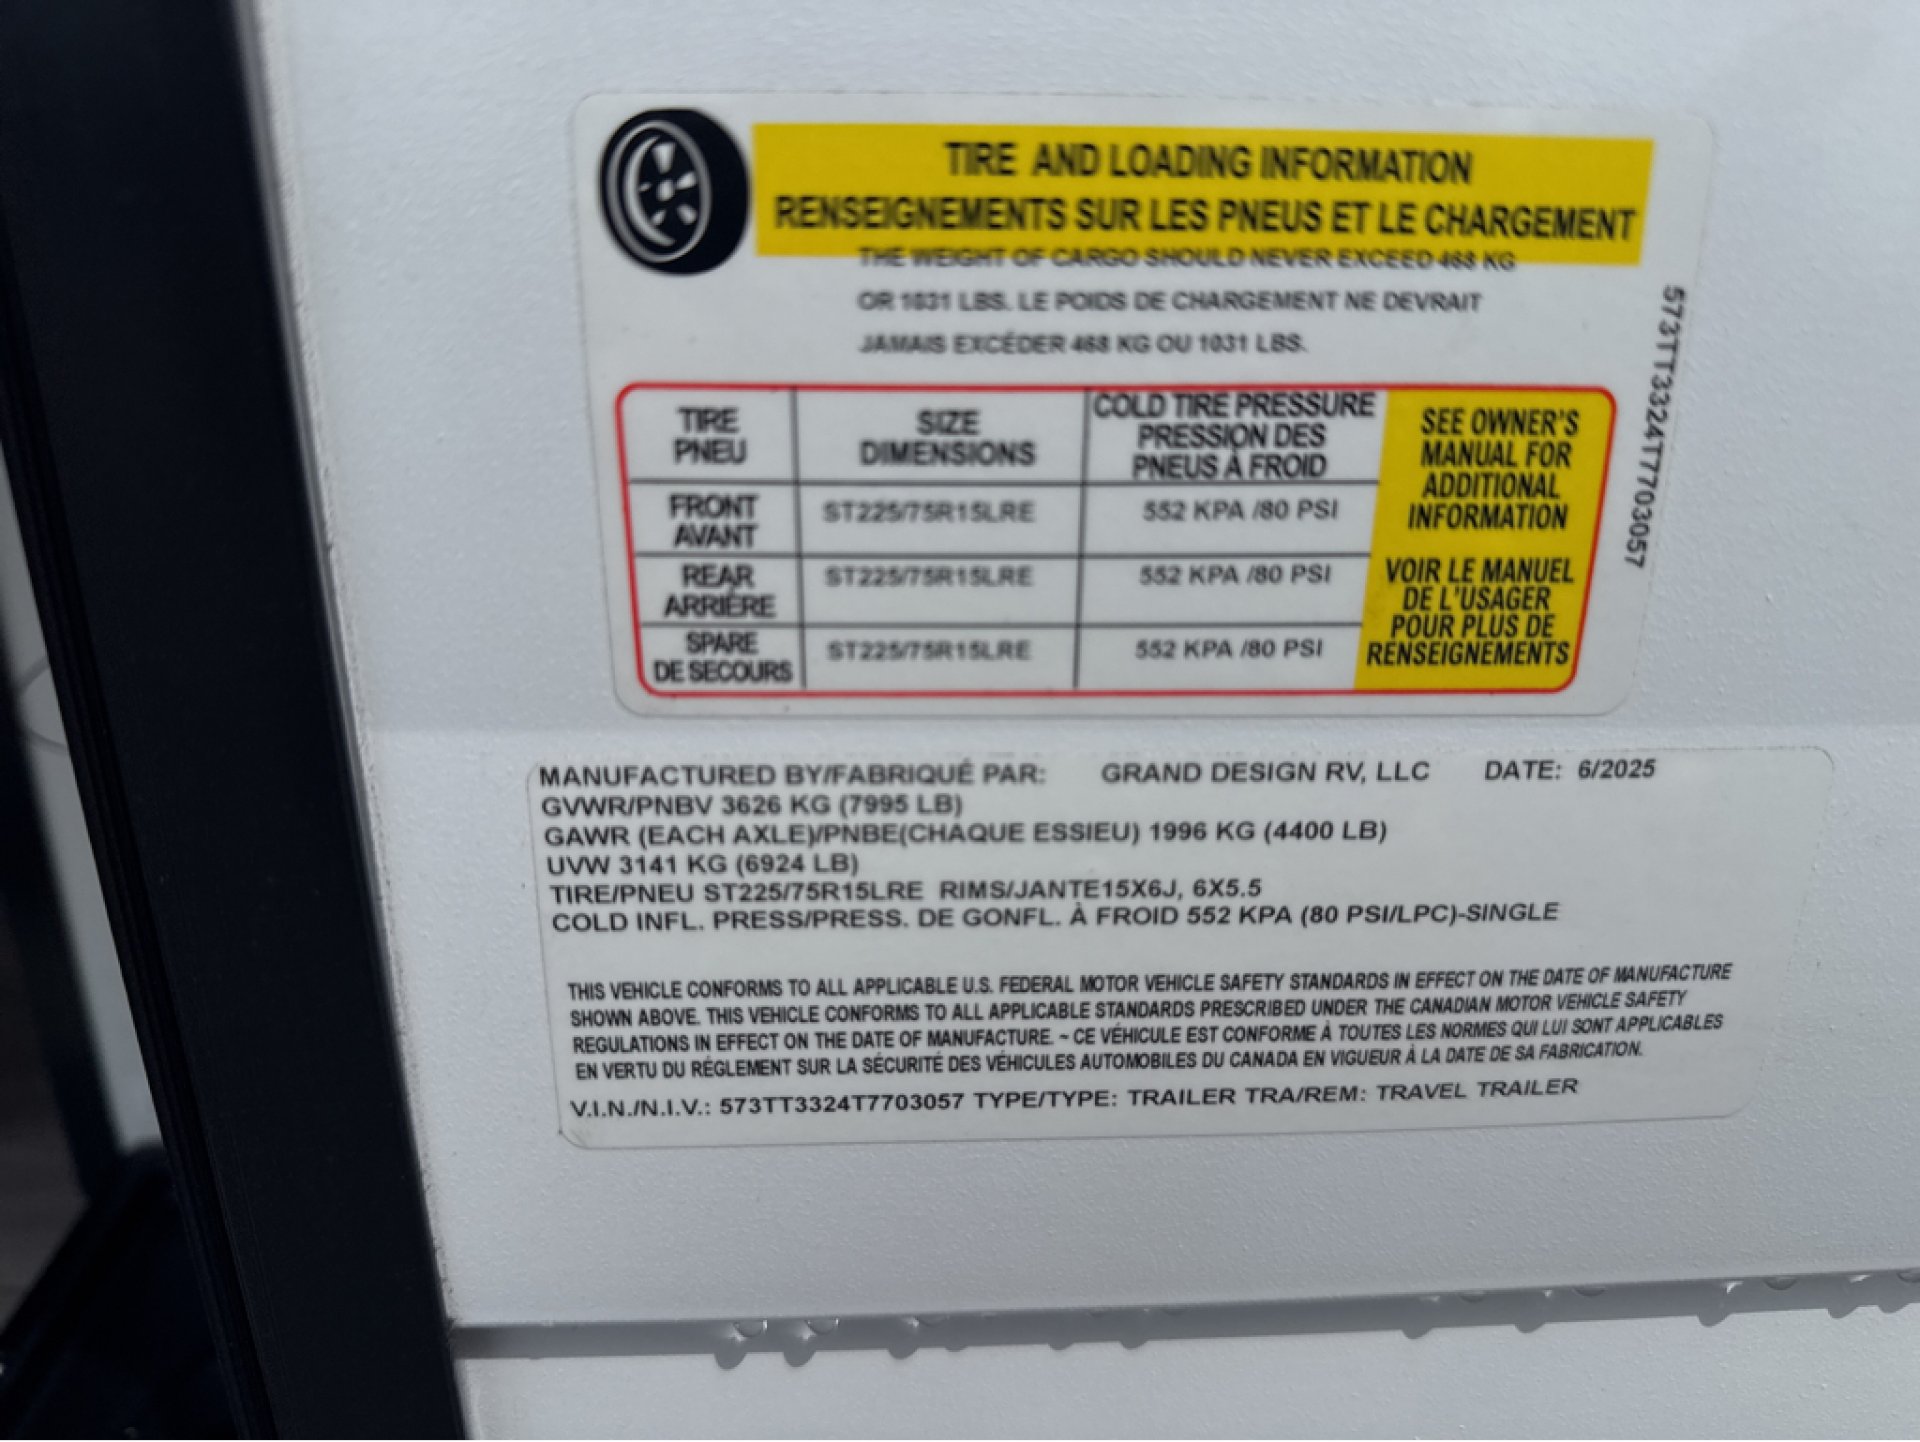 TIRE AND LOADING INFORMATION
RENSEIGNEMENTS SUR LES PNEUS ET LE CHARGEMENT
THE WEIGHT OF CARGO SHOULD NEVER EXCEED 468 KG
OR 1031 LBS. LE POIDS DE CHARGEMENT NE DEVRAIT
JAMAIS EXCÉDER 468 KG OU 1031 LBS.
TIRE
PNEU
SIZE
DIMENSIONS
COLD TIRE PRESSURE
PRESSION DES
PNEUS À FROID
FRONT
AVANT
ST225/75R15LRE
552 KPA /80 PSI
REAR
ARRIÈRE
ST225/75R15LRE
552 KPA /80 PSI
SPARE
DE SECOURS
ST225/75R15LRE
552 KPA /80 PSI
SEE OWNER'S
MANUAL FOR
ADDITIONAL
INFORMATION
VOIR LE MANUEL
DE L'USAGER
POUR PLUS DE
RENSEIGNEMENTS
573TT3324T7703057
MANUFACTURED BY/FABRIQUÉ PAR: GRAND DESIGN RV, LLC DATE: 6/2025
GVWR/PNBV 3626 KG (7995 LB)
GAWR (EACH AXLE)/PNBE(CHAQUE ESSIEU) 1996 KG (4400 LB)
UVW 3141 KG (6924 LB)
TIRE/PNEU ST225/75R15LRE RIMS/JANTE15X6J, 6X5.5
COLD INFL. PRESS/PRESS. DE GONFL. À FROID 552 KPA (80 PSI/LPC)-SINGLE
THIS VEHICLE CONFORMS TO ALL APPLICABLE U.S. FEDERAL MOTOR VEHICLE SAFETY STANDARDS IN EFFECT ON THE DATE OF MANUFACTURE
SHOWN ABOVE. THIS VEHICLE CONFORMS TO ALL APPLICABLE STANDARDS PRESCRIBED UNDER THE CANADIAN MOTOR VEHICLE SAFETY
REGULATIONS IN EFFECT ON THE DATE OF MANUFACTURE. ~ CE VÉHICULE EST CONFORME À TOUTES LES NORMES QUI LUI SONT APPLICABLES
EN VERTU DU RÉGLEMENT SUR LA SÉCURITÉ DES VÉHICULES AUTOMOBILES DU CANADA EN VIGUEUR À LA DATE DE SA FABRICATION.
V.I.N./N.I.V.: 573TT3324T7703057 TYPE/TYPE: TRAILER TRA/REM: TRAVEL TRAILER